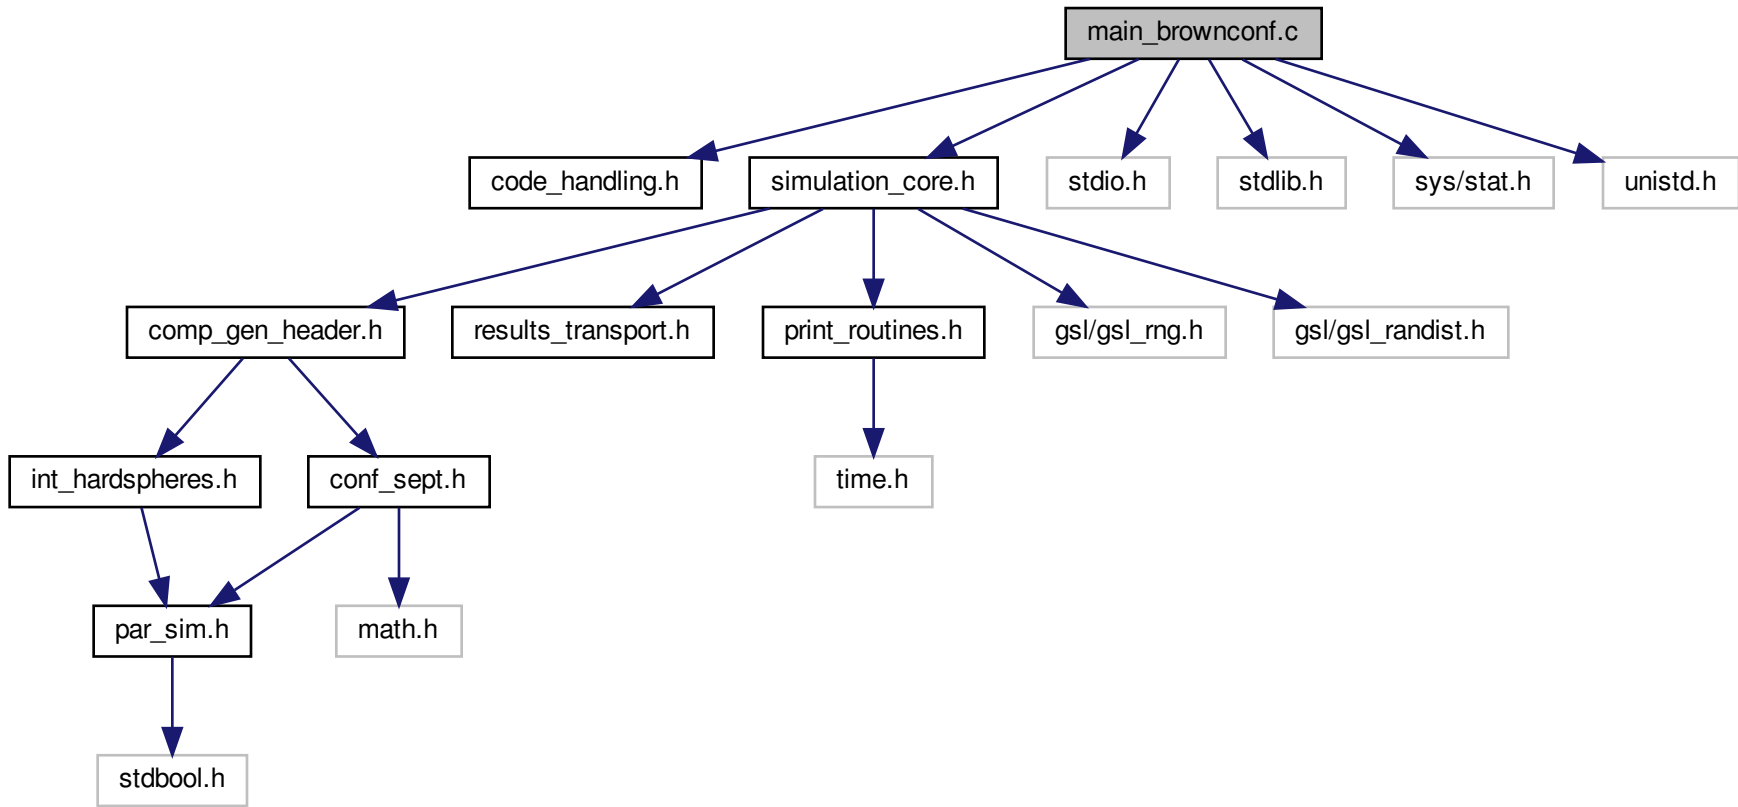 main_brownconf.c
code_handling.h
simulation_core.h
stdio.h
stdlib.h
sys/stat.h
unistd.h
comp_gen_header.h
results_transport.h
print_routines.h
gsl/gsl_rng.h
gsl/gsl_randist.h
int_hardspheres.h
conf_sept.h
time.h
par_sim.h
math.h
stdbool.h